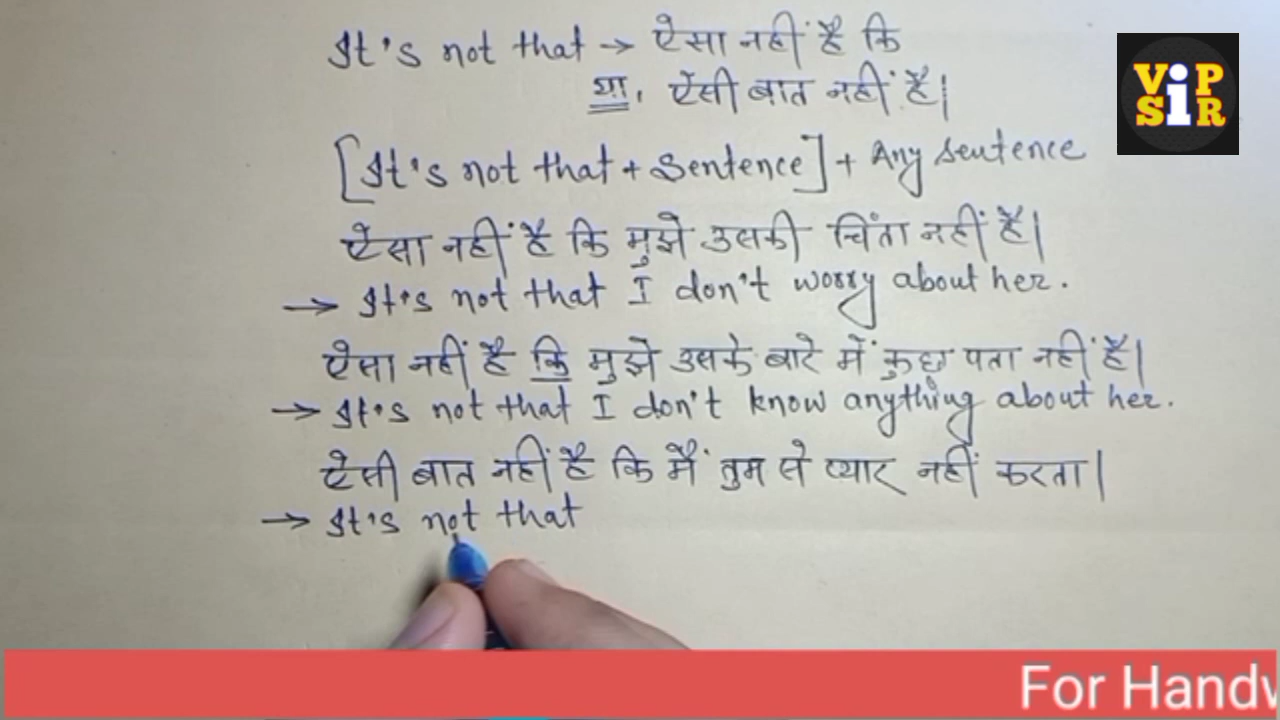 It's not that → ऐसा नहीं है कि
या, ऐसी बात नहीं है।
[It's not that + Sentence] + Any sentence
ऐसा नहीं है कि मुझे उसकी चिंता नहीं है।
→ It's not that I don't worry about her.
ऐसा नहीं है कि मुझे उसके बारे में कुछ पता नहीं है।
→ It's not that I don't know anything about her.
ऐसी बात नहीं है कि मैं तुम से प्यार नहीं करता।
→ It's not that
ViP
SiR
For Handw